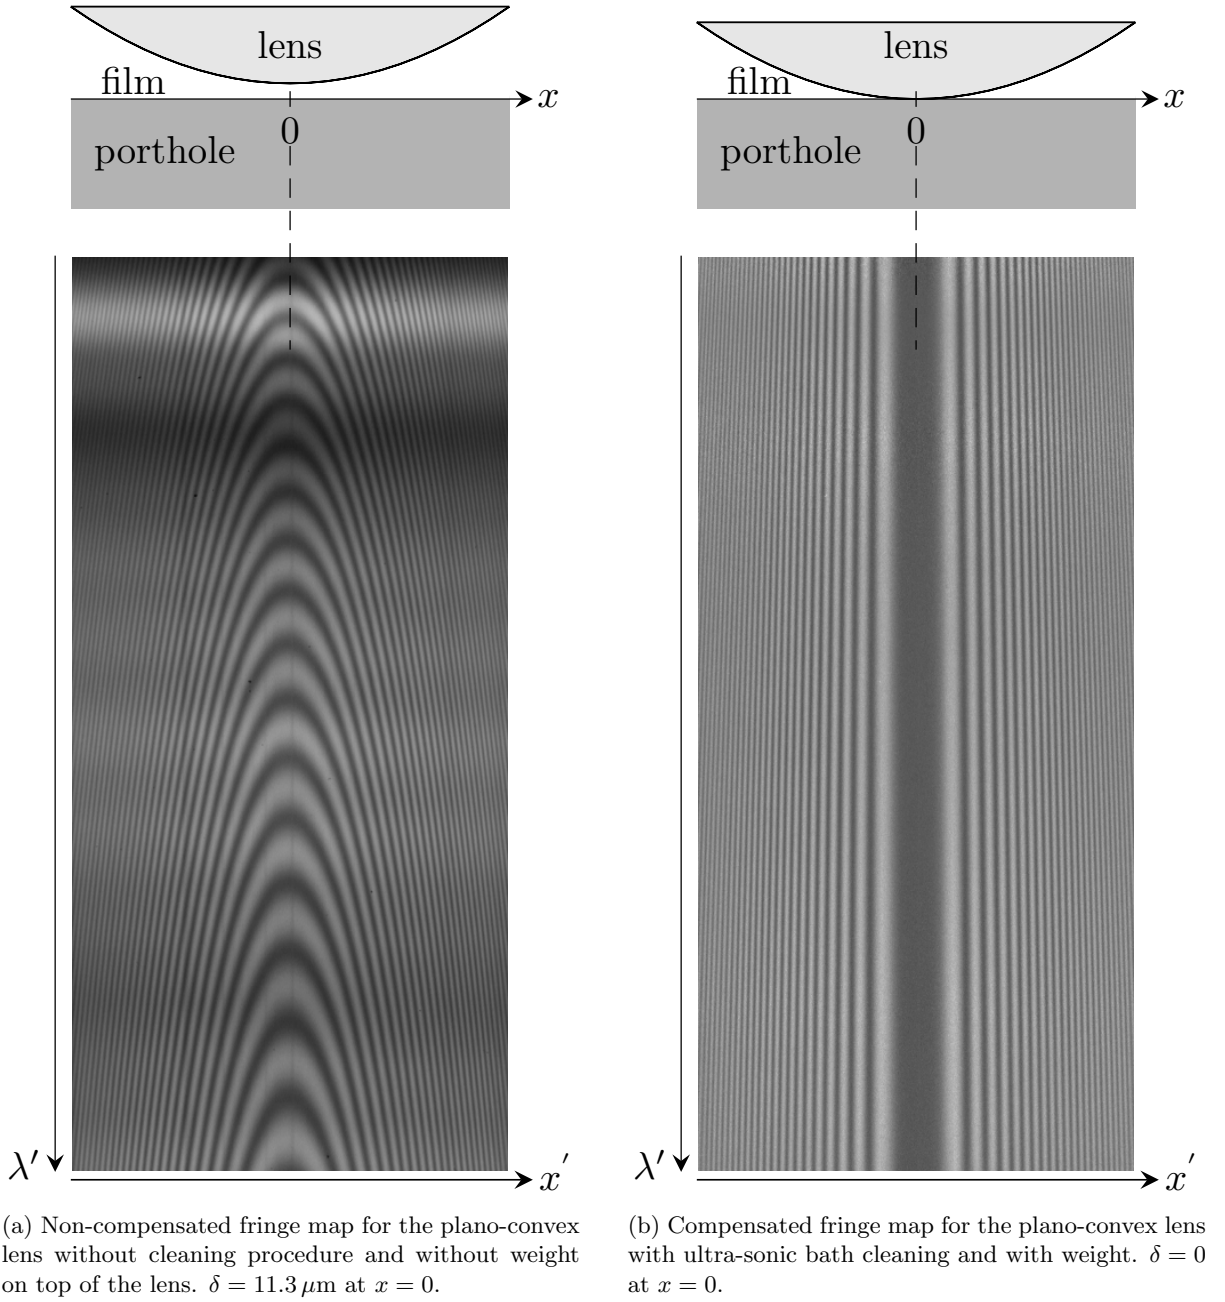 lens
film
x
0
porthole
λ′
x′
(a) Non-compensated fringe map for the plano-convex
lens without cleaning procedure and without weight
on top of the lens. δ = 11.3 μm at x = 0.
lens
film
x
0
porthole
λ′
x′
(b) Compensated fringe map for the plano-convex lens
with ultra-sonic bath cleaning and with weight. δ = 0
at x = 0.